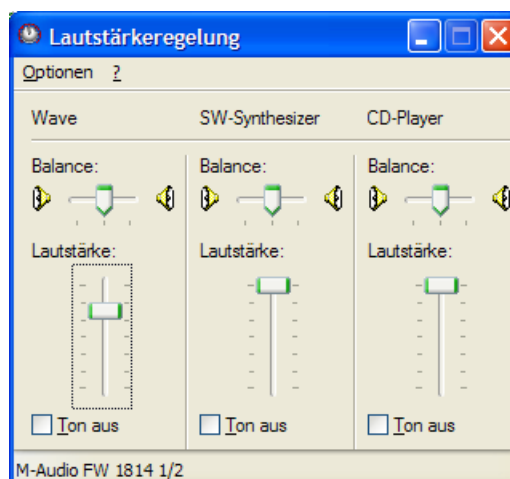 Lautstärkeregelung
Optionen ?
Wave SW-Synthesizer CD-Player
Balance: Balance: Balance:
Lautstärke: Lautstärke: Lautstärke:
Ton aus Ton aus Ton aus
M-Audio FW 1814 1/2